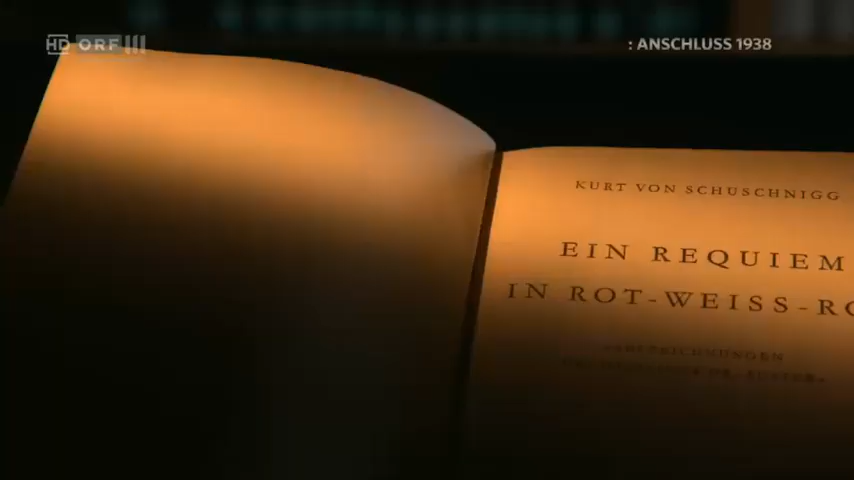 HD ORF III
: ANSCHLUSS 1938
KURT VON SCHUSCHNIGG
EIN REQUIEM
IN ROT-WEISS-RO